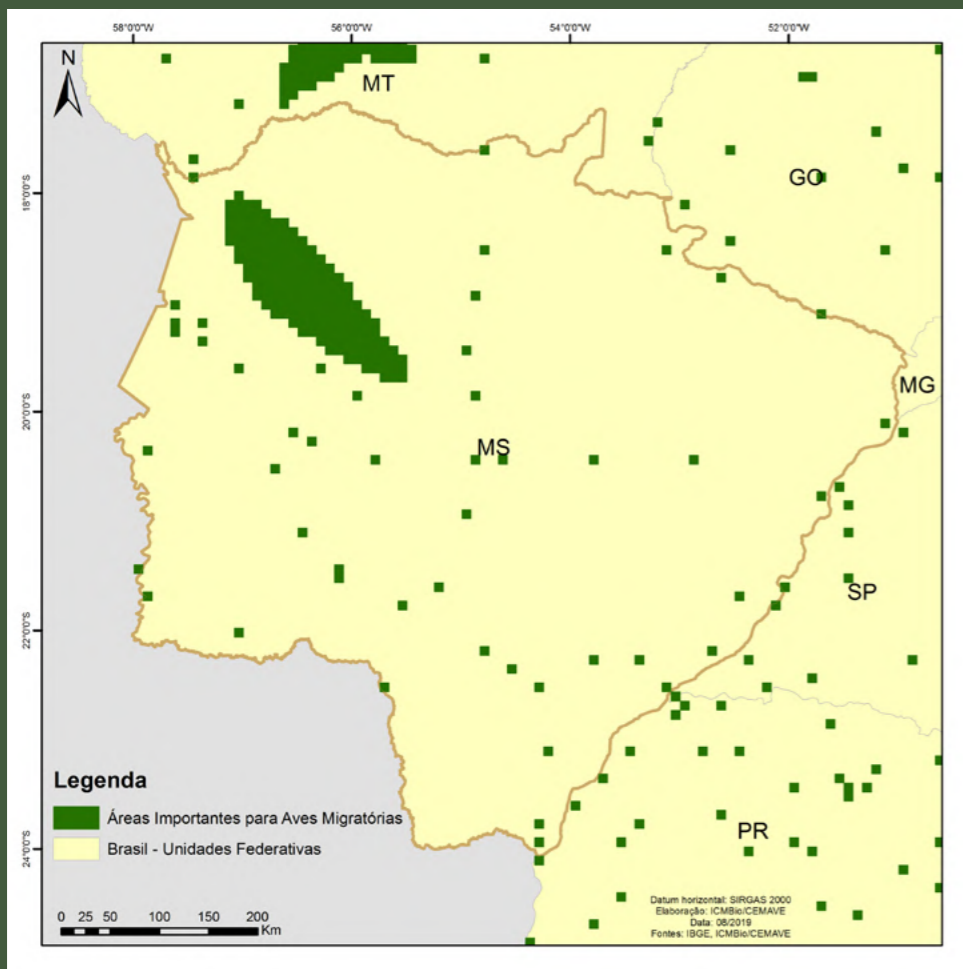 58°0'0"W
56°0'0"W
54°0'0"W
52°0'0"W
N
MT
GO
18°0'0"S
MG
20°0'0"S
MS
SP
22°0'0"S
Legenda
Áreas Importantes para Aves Migratórias
Brasil - Unidades Federativas
PR
24°0'0"S
0 25 50 100 150 200
Km
Datum horizontal: SIRGAS 2000
Elaboração: ICMBio/CEMAVE
Data: 08/2019
Fontes: IBGE, ICMBio/CEMAVE